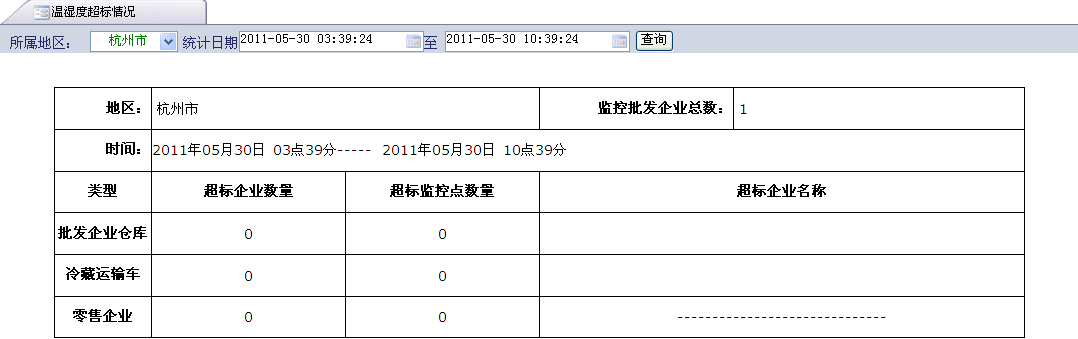 温湿度超标情况
所属地区： 杭州市 统计日期 2011-05-30 03:39:24 至 2011-05-30 10:39:24 查询
地区： 杭州市 监控批发企业总数： 1
时间： 2011年05月30日 03点39分----- 2011年05月30日 10点39分
类型 超标企业数量 超标监控点数量 超标企业名称
批发企业仓库 0 0
冷藏运输车 0 0
零售企业 0 0 ------------------------------